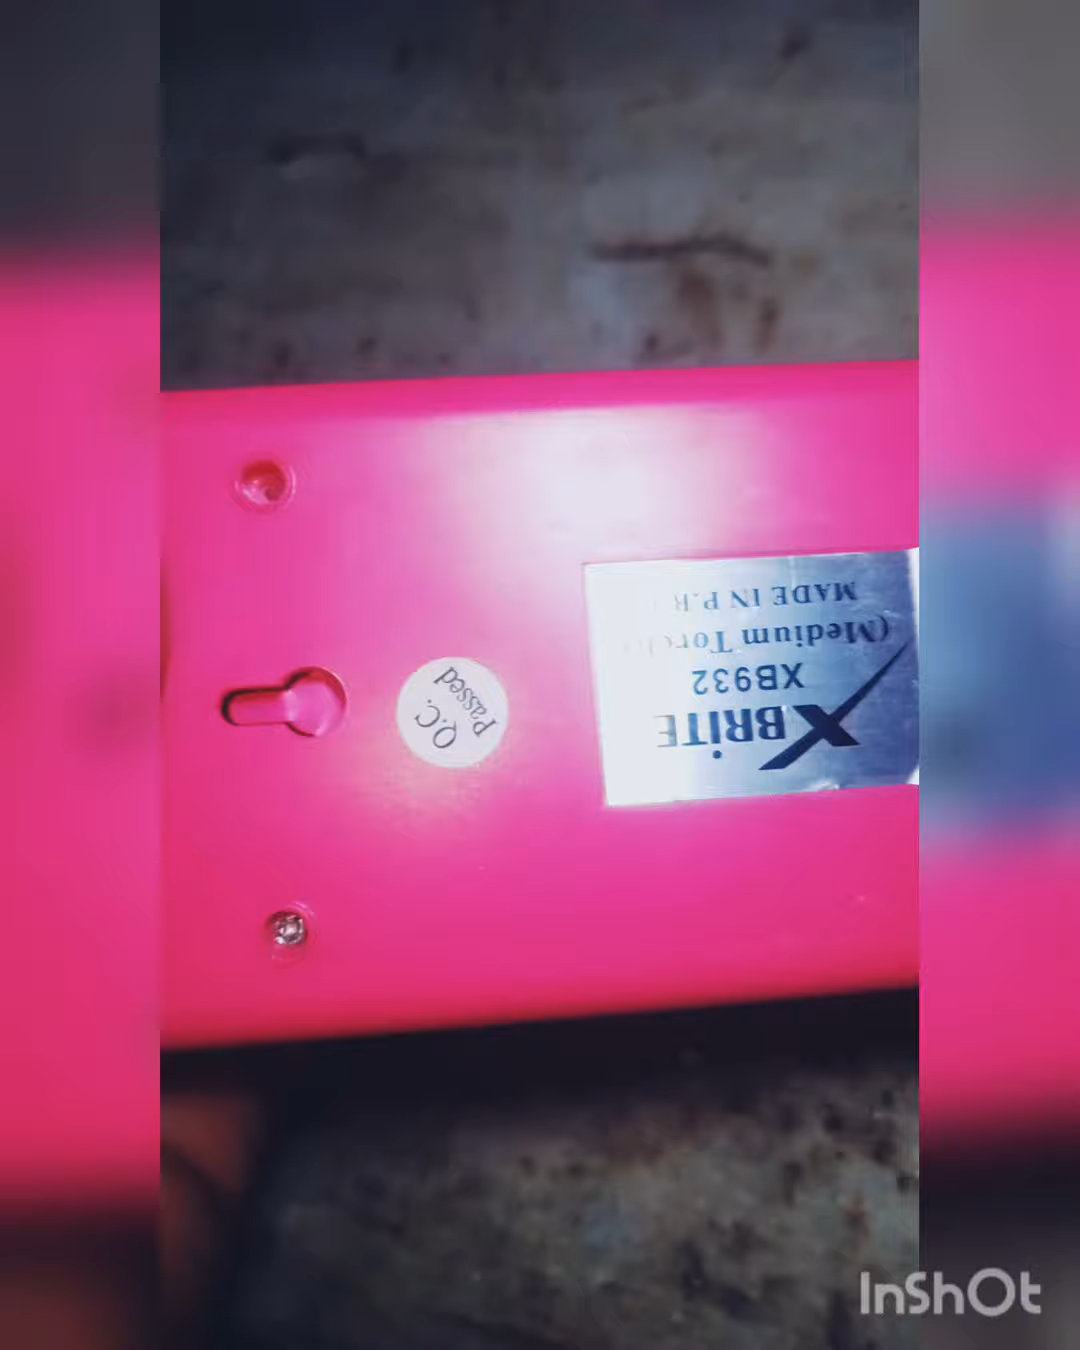 XBRiTE
XB932
(Medium Torch
MADE IN P.R
Q.C.
Passed
InShOt